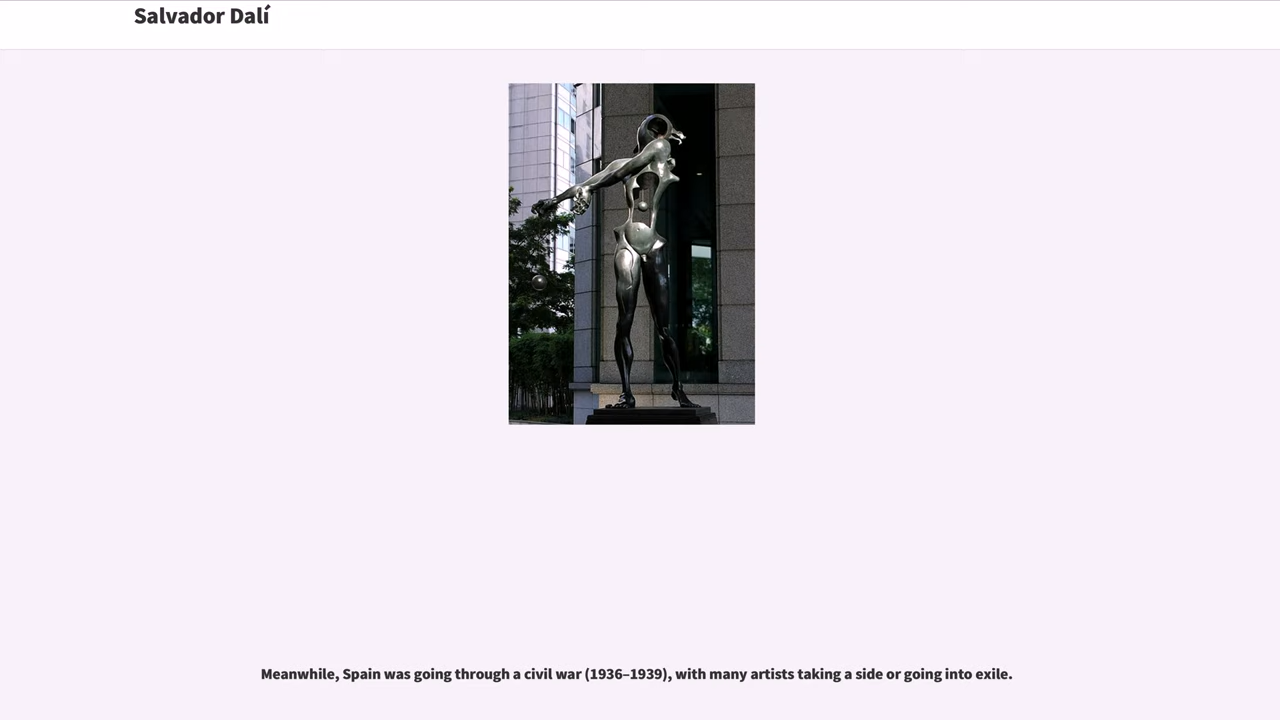 Salvador Dalí
Meanwhile, Spain was going through a civil war (1936–1939), with many artists taking a side or going into exile.